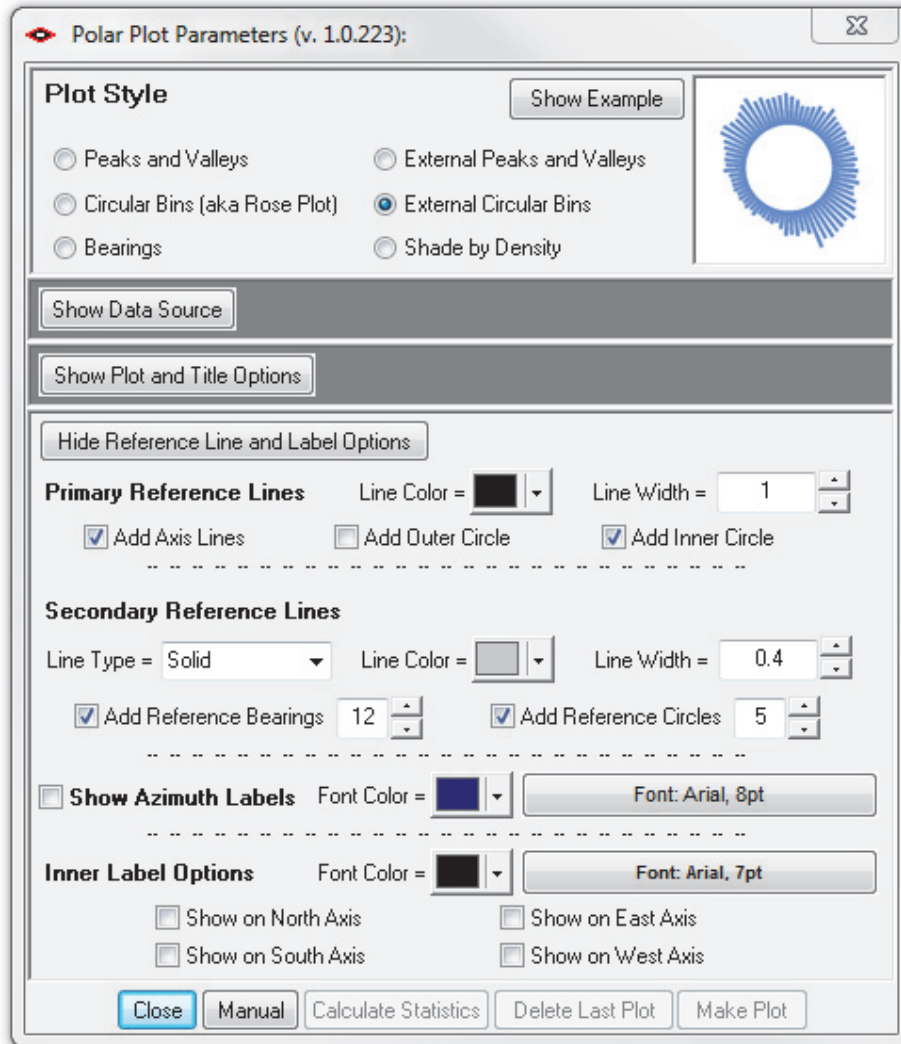 Polar Plot Parameters (v. 1.0.223):
Plot Style
Show Example
Peaks and Valleys
External Peaks and Valleys
Circular Bins (aka Rose Plot)
External Circular Bins
Bearings
Shade by Density
Show Data Source
Show Plot and Title Options
Hide Reference Line and Label Options
Primary Reference Lines Line Color = Line Width = 1
Add Axis Lines Add Outer Circle Add Inner Circle
Secondary Reference Lines
Line Type = Solid Line Color = Line Width = 0.4
Add Reference Bearings 12 Add Reference Circles 5
Show Azimuth Labels Font Color = Font: Arial, 8pt
Inner Label Options Font Color = Font: Arial, 7pt
Show on North Axis Show on East Axis
Show on South Axis Show on West Axis
Close Manual Calculate Statistics Delete Last Plot Make Plot